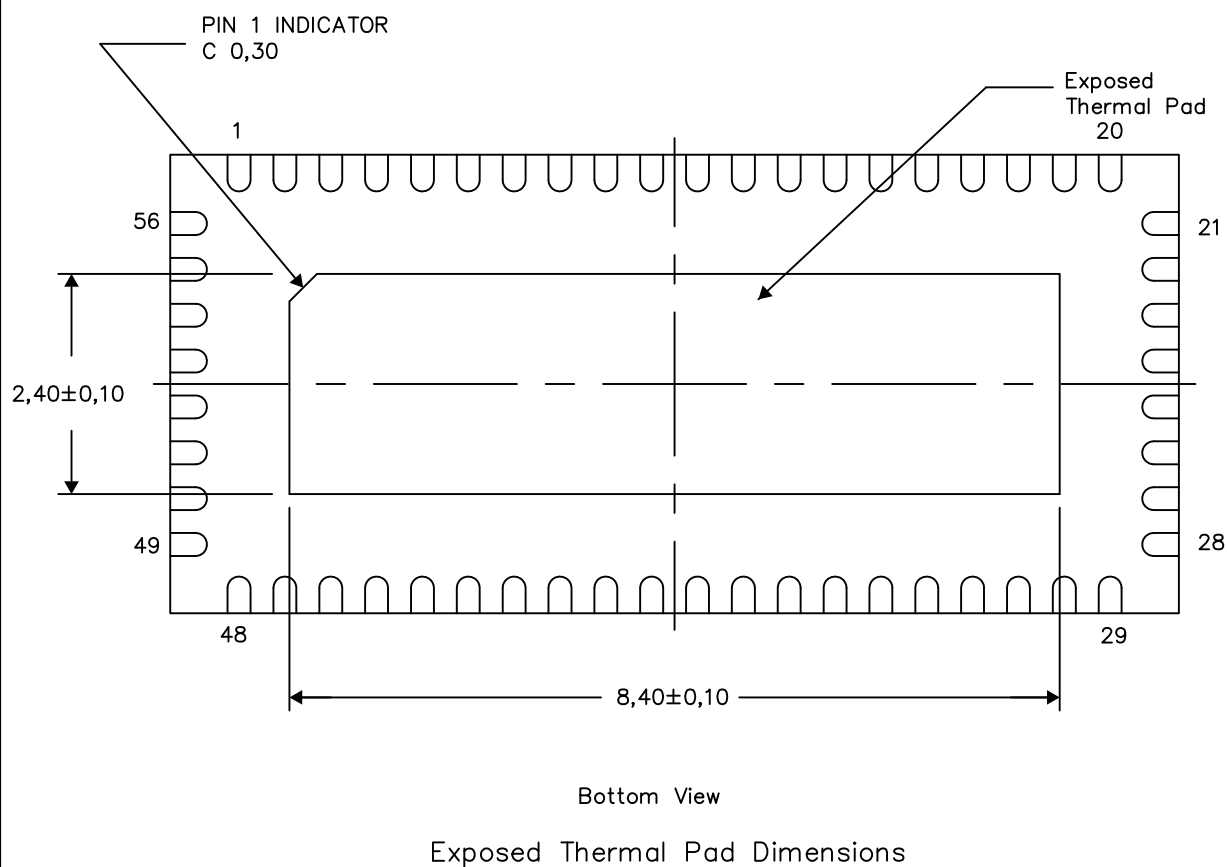 PIN 1 INDICATOR
C 0,30
Exposed
Thermal Pad
1
20
56
21
2,40±0,10
49
28
48
29
8,40±0,10
Bottom View
Exposed Thermal Pad Dimensions